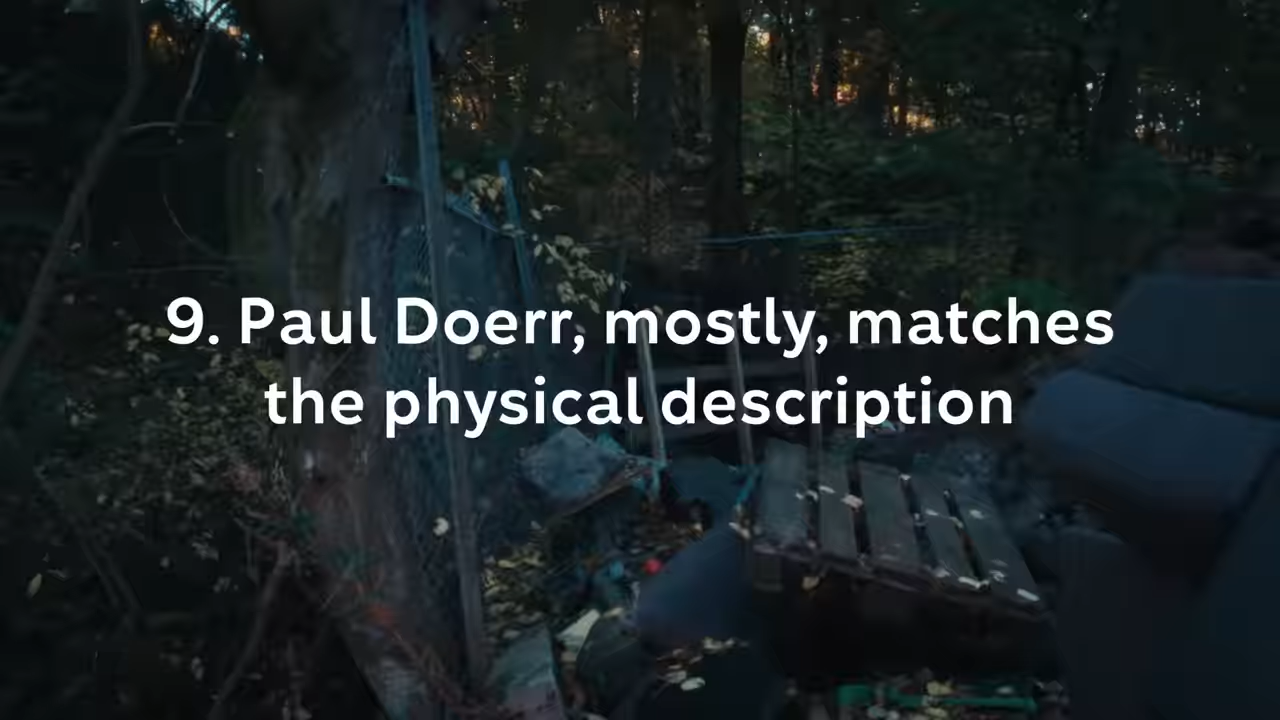 9. Paul Doerr, mostly, matches
the physical description